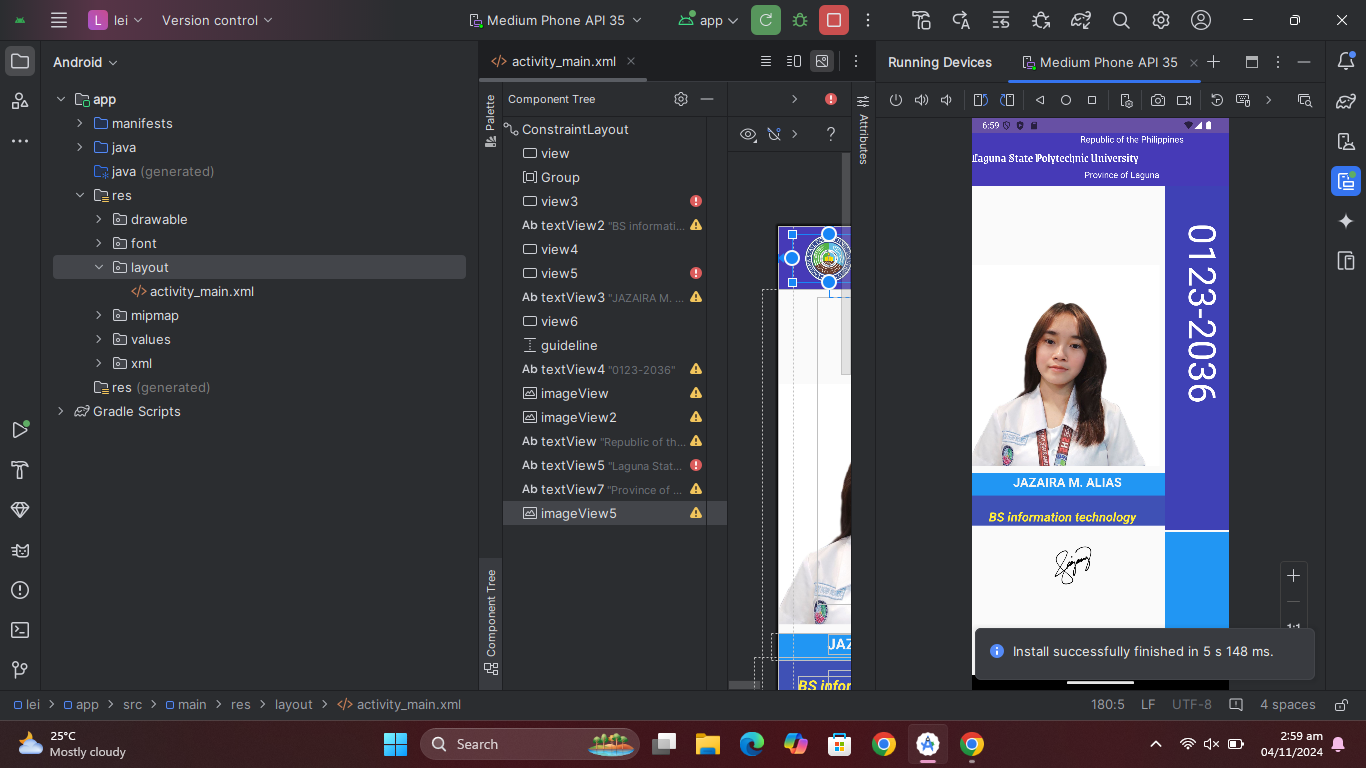 L lei Version control Medium Phone API 35 app
Android
app
manifests
java
java (generated)
res
drawable
font
layout
activity_main.xml
mipmap
values
xml
res (generated)
Gradle Scripts
activity_main.xml
Palette
Component Tree
Component Tree
ConstraintLayout
view
Group
view3
Ab textView2 "BS informati...
view4
view5
Ab textView3 "JAZAIRA M. ...
view6
guideline
Ab textView4 "0123-2036"
imageView
imageView2
Ab textView "Republic of th...
Ab textView5 "Laguna Stat...
Ab textView7 "Province of ...
imageView5
?
JAZ
BS infor
Attributes
Running Devices Medium Phone API 35
6:59
Republic of the Philippines
Laguna State Polytechnic University
Province of Laguna
0123-2036
JAZAIRA M. ALIAS
BS information technology
1:1
Install successfully finished in 5 s 148 ms.
lei > app > src > main > res > layout > activity_main.xml 180:5 LF UTF-8 4 spaces
25°C
Mostly cloudy
Search
2:59 am
04/11/2024